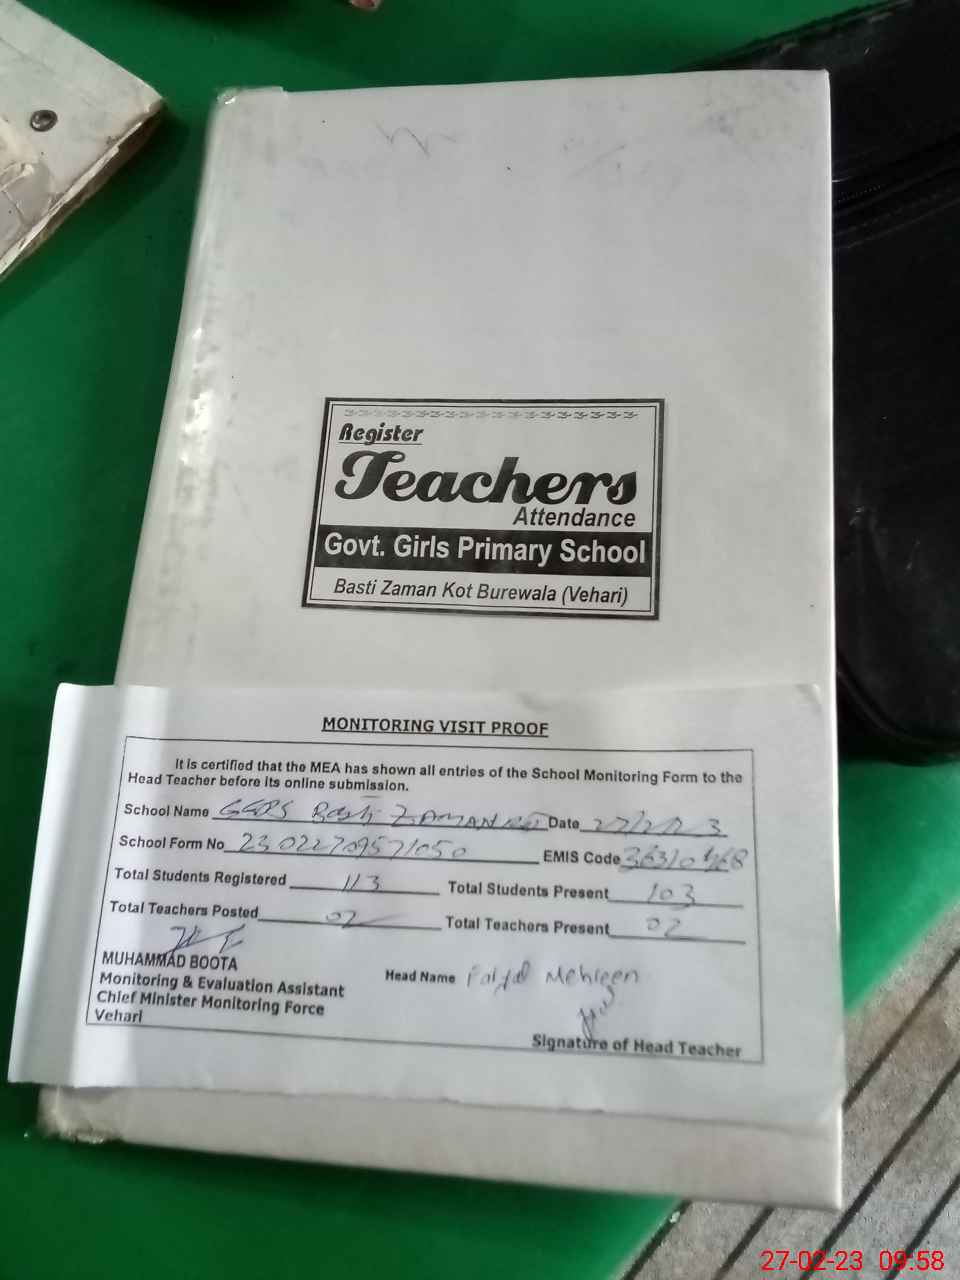 Register
Teachers
Attendance
Govt. Girls Primary School
Basti Zaman Kot Burewala (Vehari)
MONITORING VISIT PROOF
It is certified that the MEA has shown all entries of the School Monitoring Form to the
Head Teacher before its online submission.
School Name GGPS Basti ZAMAN Date
School Form No 23022709571050 EMIS Code
Total Students Registered 113 Total Students Present 103
Total Teachers Posted 02 Total Teachers Present 02
MUHAMMAD BOOTA
Monitoring & Evaluation Assistant Head Name Mehreen
Chief Minister Monitoring Force
Vehari
Signature of Head Teacher
27-02-23 09:58